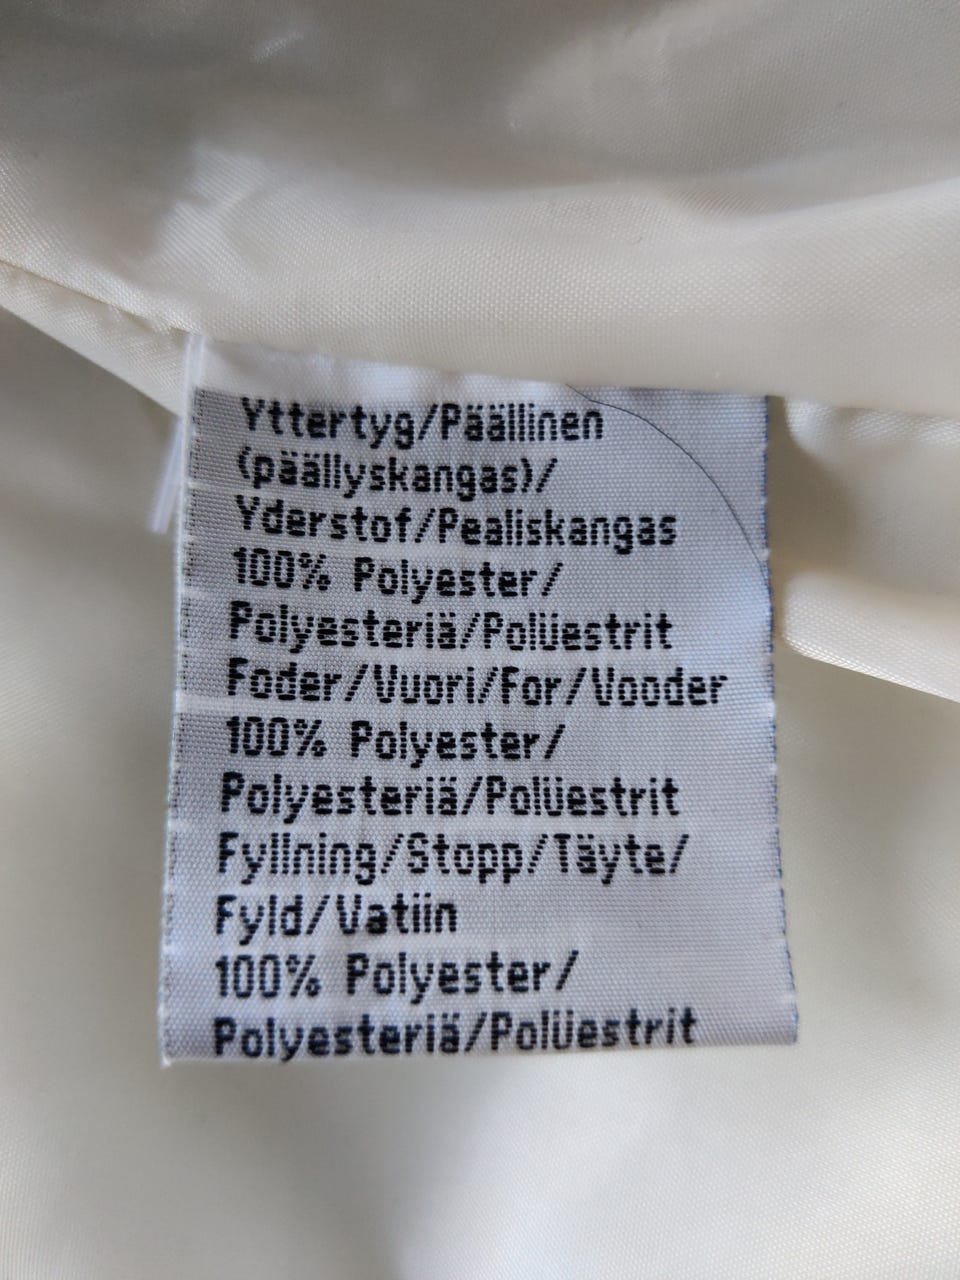 Yttertyg/Päällinen
(päällyskangas)/
Yderstof/Pealiskangas
100% Polyester/
Polyesteriä/Polüestrit
Foder/Vuori/For/Vooder
100% Polyester/
Polyesteriä/Polüestrit
Fyllning/Stopp/Täyte/
Fyld/Vatiin
100% Polyester/
Polyesteriä/Polüestrit